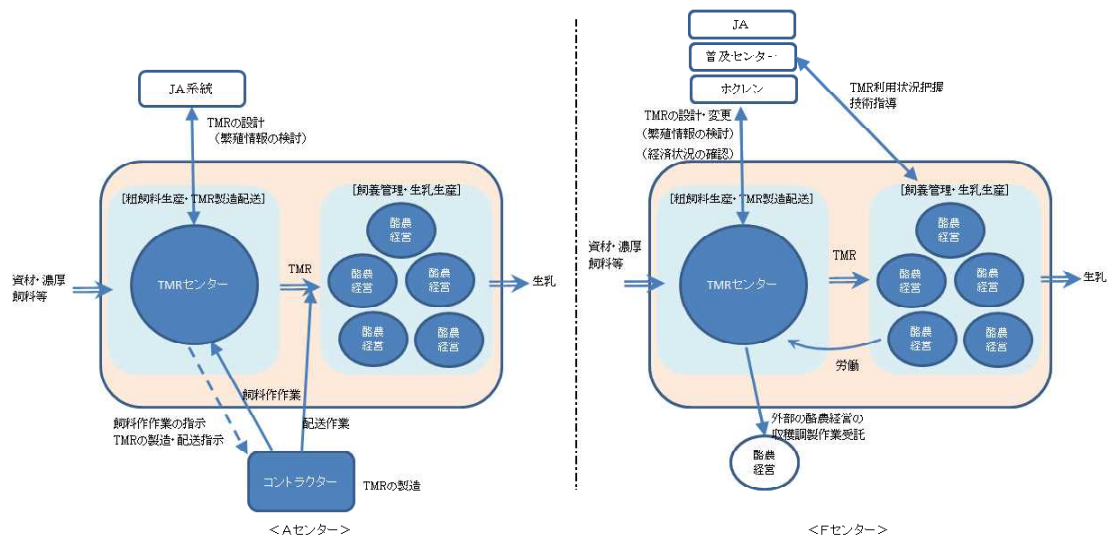 JA系統
TMRの設計
（繁殖情報の検討）
[粗飼料生産・TMR製造配送]
[飼養管理・生乳生産]
TMRセンター
資材・濃厚
飼料等
TMR
酪農
経営
酪農
経営
酪農
経営
酪農
経営
酪農
経営
生乳
飼料作作業
配送作業
飼料作作業の指示
TMRの製造・配送指示
コントラクター
TMRの製造
＜Aセンター＞
JA
普及センター
ホクレン
TMR利用状況把握
技術指導
TMRの設計・変更
（繁殖情報の検討）
（経済状況の確認）
[粗飼料生産・TMR製造配送]
[飼養管理・生乳生産]
資材・濃厚
飼料等
TMRセンター
TMR
酪農
経営
酪農
経営
酪農
経営
酪農
経営
酪農
経営
生乳
労働
外部の酪農経営の
収穫調製作業受託
酪農
経営
＜Fセンター＞